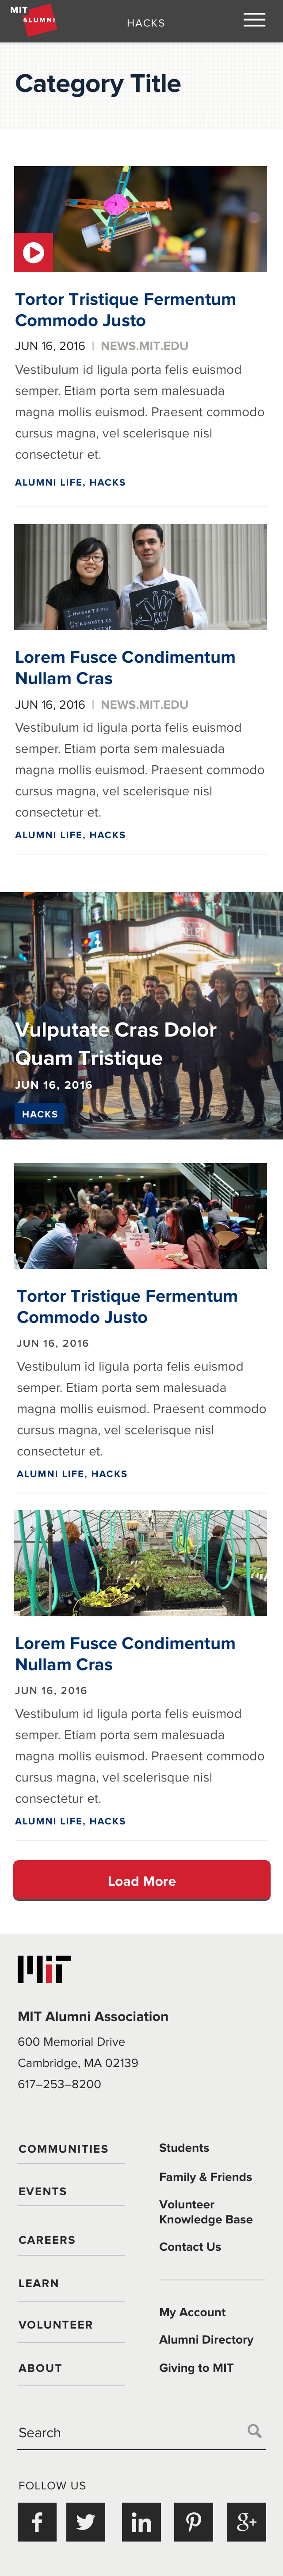 MIT
ALUMNI
HACKS
Category Title
Tortor Tristique Fermentum
Commodo Justo
JUN 16, 2016 | NEWS.MIT.EDU
Vestibulum id ligula porta felis euismod
semper. Etiam porta sem malesuada
magna mollis euismod. Praesent commodo
cursus magna, vel scelerisque nisl
consectetur et.
ALUMNI LIFE, HACKS
INNOVATION
IN
DIAGNOSTICS
FOR
ALL
Lorem Fusce Condimentum
Nullam Cras
JUN 16, 2016 | NEWS.MIT.EDU
Vestibulum id ligula porta felis euismod
semper. Etiam porta sem malesuada
magna mollis euismod. Praesent commodo
cursus magna, vel scelerisque nisl
consectetur et.
ALUMNI LIFE, HACKS
Vulputate Cras Dolor
Quam Tristique
JUN 16, 2016
HACKS
Tortor Tristique Fermentum
Commodo Justo
JUN 16, 2016
Vestibulum id ligula porta felis euismod
semper. Etiam porta sem malesuada
magna mollis euismod. Praesent commodo
cursus magna, vel scelerisque nisl
consectetur et.
ALUMNI LIFE, HACKS
Lorem Fusce Condimentum
Nullam Cras
JUN 16, 2016
Vestibulum id ligula porta felis euismod
semper. Etiam porta sem malesuada
magna mollis euismod. Praesent commodo
cursus magna, vel scelerisque nisl
consectetur et.
ALUMNI LIFE, HACKS
Load More
MIT
MIT Alumni Association
600 Memorial Drive
Cambridge, MA 02139
617–253–8200
COMMUNITIES
EVENTS
CAREERS
LEARN
VOLUNTEER
ABOUT
Students
Family & Friends
Volunteer
Knowledge Base
Contact Us
My Account
Alumni Directory
Giving to MIT
Search
FOLLOW US